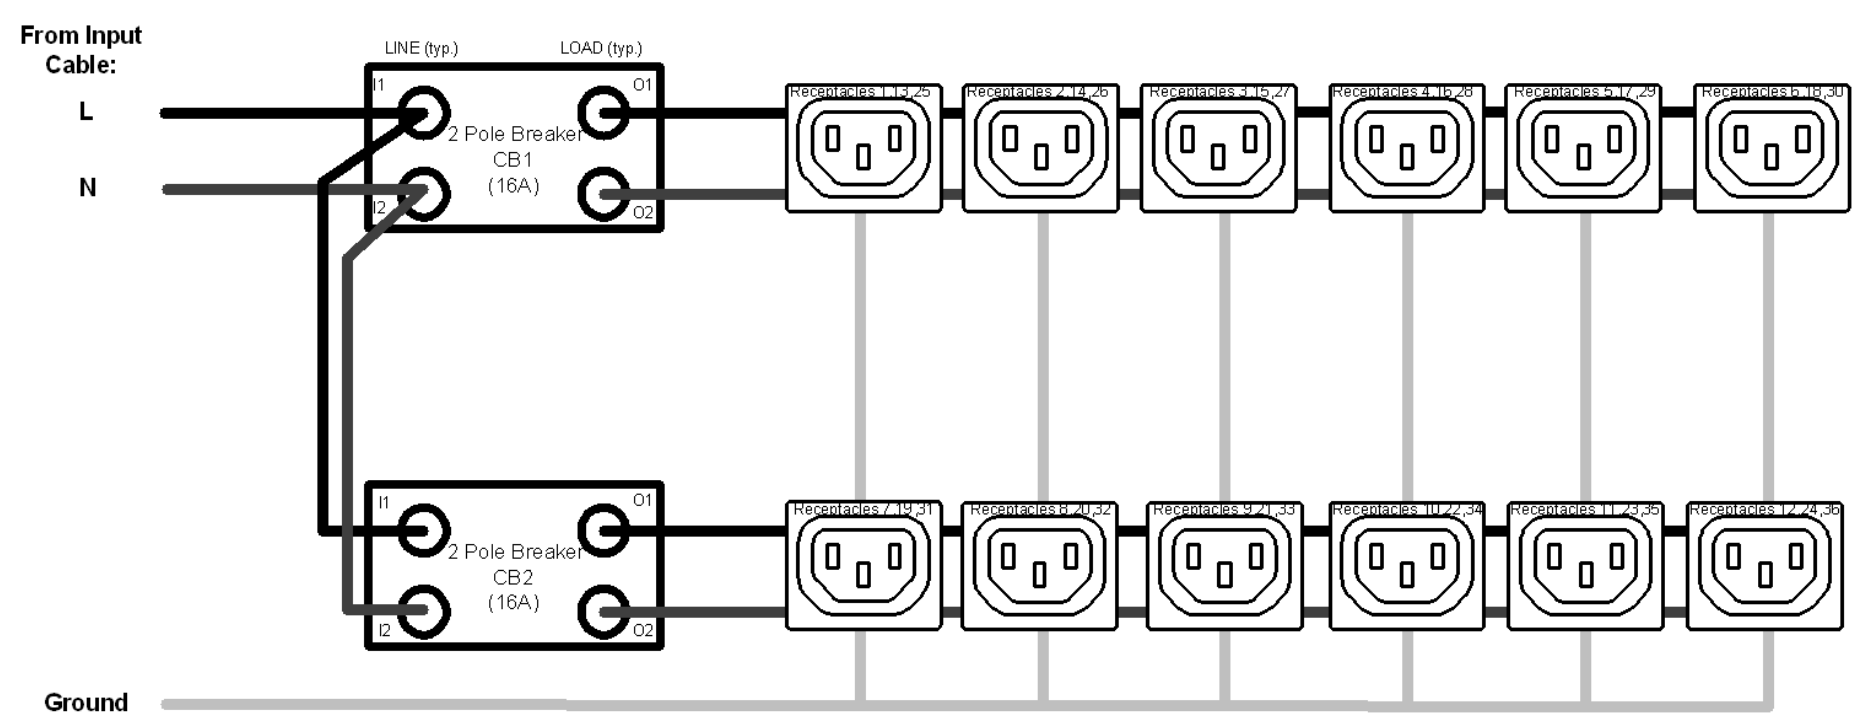 From Input
Cable:
LINE (typ.)
LOAD (typ.)
L
N
I1
O1
2 Pole Breaker
CB1
(16A)
I2
O2
Receptacles 1,13,25
Receptacles 2,14,26
Receptacles 3,15,27
Receptacles 4,16,28
Receptacles 5,17,29
Receptacles 6,18,30
I1
O1
2 Pole Breaker
CB2
(16A)
I2
O2
Receptacles 7,19,31
Receptacles 8,20,32
Receptacles 9,21,33
Receptacles 10,22,34
Receptacles 11,23,35
Receptacles 12,24,36
Ground